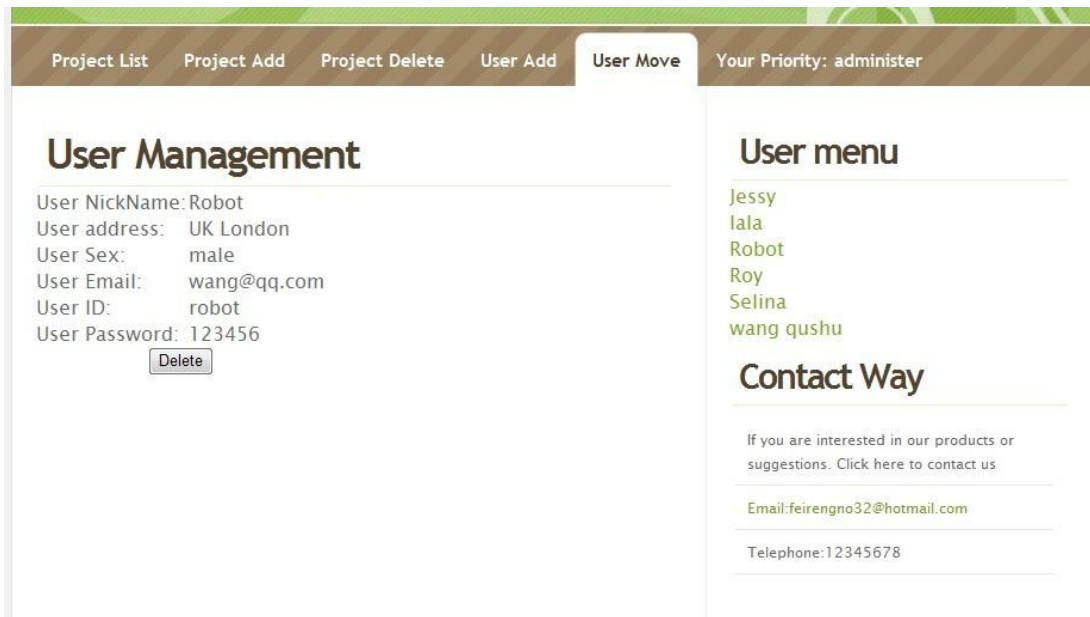 Project List Project Add Project Delete User Add User Move Your Priority: administer
User Management
User NickName: Robot
User address: UK London
User Sex: male
User Email: wang@qq.com
User ID: robot
User Password: 123456
Delete
User menu
Jessy
lala
Robot
Roy
Selina
wang qushu
Contact Way
If you are interested in our products or
suggestions. Click here to contact us
Email:feirengno32@hotmail.com
Telephone:12345678